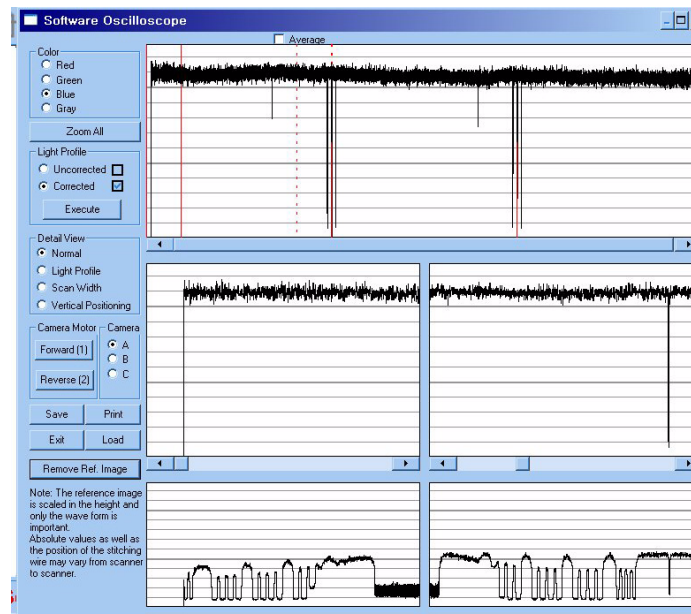 Software Oscilloscope
Average
Color
Red
Green
Blue
Gray
Zoom All
Light Profile
Uncorrected
Corrected
Execute
Detail View
Normal
Light Profile
Scan Width
Vertical Positioning
Camera Motor
Camera
Forward (1)
Reverse (2)
A
B
C
Save
Print
Exit
Load
Remove Ref. Image
Note: The reference image
is scaled in the height and
only the wave form is
important.
Absolute values as well as
the position of the stitching
wire may vary from scanner
to scanner.